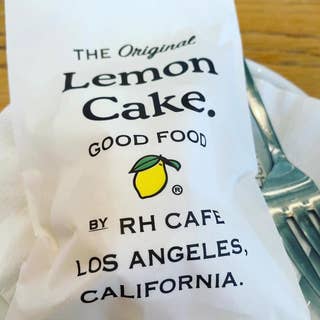 THE Original
Lemon
Cake.
GOOD FOOD
®
BY RH CAFE
LOS ANGELES,
CALIFORNIA.